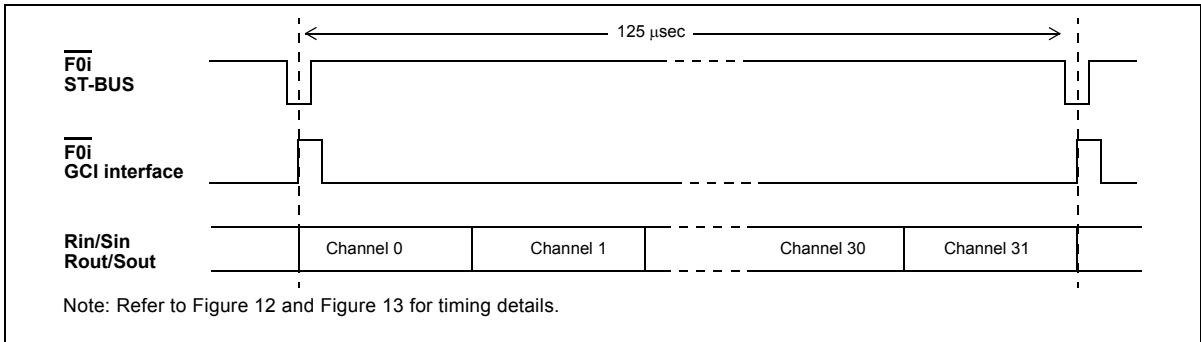 125 μsec
F0i
ST-BUS
F0i
GCI interface
Rin/Sin
Rout/Sout
Channel 0 Channel 1 Channel 30 Channel 31
Note: Refer to Figure 12 and Figure 13 for timing details.